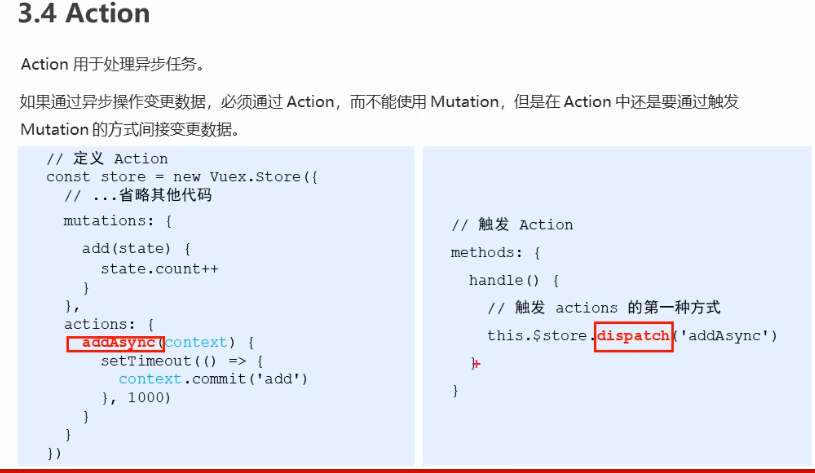 3.4 Action
Action 用于处理异步任务。
如果通过异步操作变更数据，必须通过 Action，而不能使用 Mutation，但是在 Action 中还是要通过触发
Mutation 的方式间接变更数据。
// 定义 Action
const store = new Vuex.Store({
// ...省略其他代码
mutations: {
add(state) {
state.count++
}
},
actions: {
addAsync(context) {
setTimeout(() => {
context.commit('add')
}, 1000)
}
}
})
// 触发 Action
methods: {
handle() {
// 触发 actions 的第一种方式
this.$store.dispatch('addAsync')
}
}